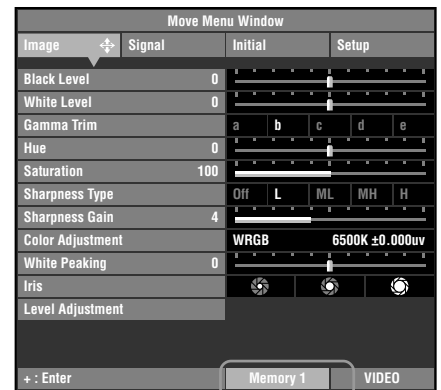 Move Menu Window
Image Signal Initial Setup
Black Level 0
White Level 0
Gamma Trim a b c d e
Hue 0
Saturation 100
Sharpness Type Off L ML MH H
Sharpness Gain 4
Color Adjustment WRGB 6500K ±0.000uv
White Peaking 0
Iris
Level Adjustment
+ : Enter Memory 1 VIDEO